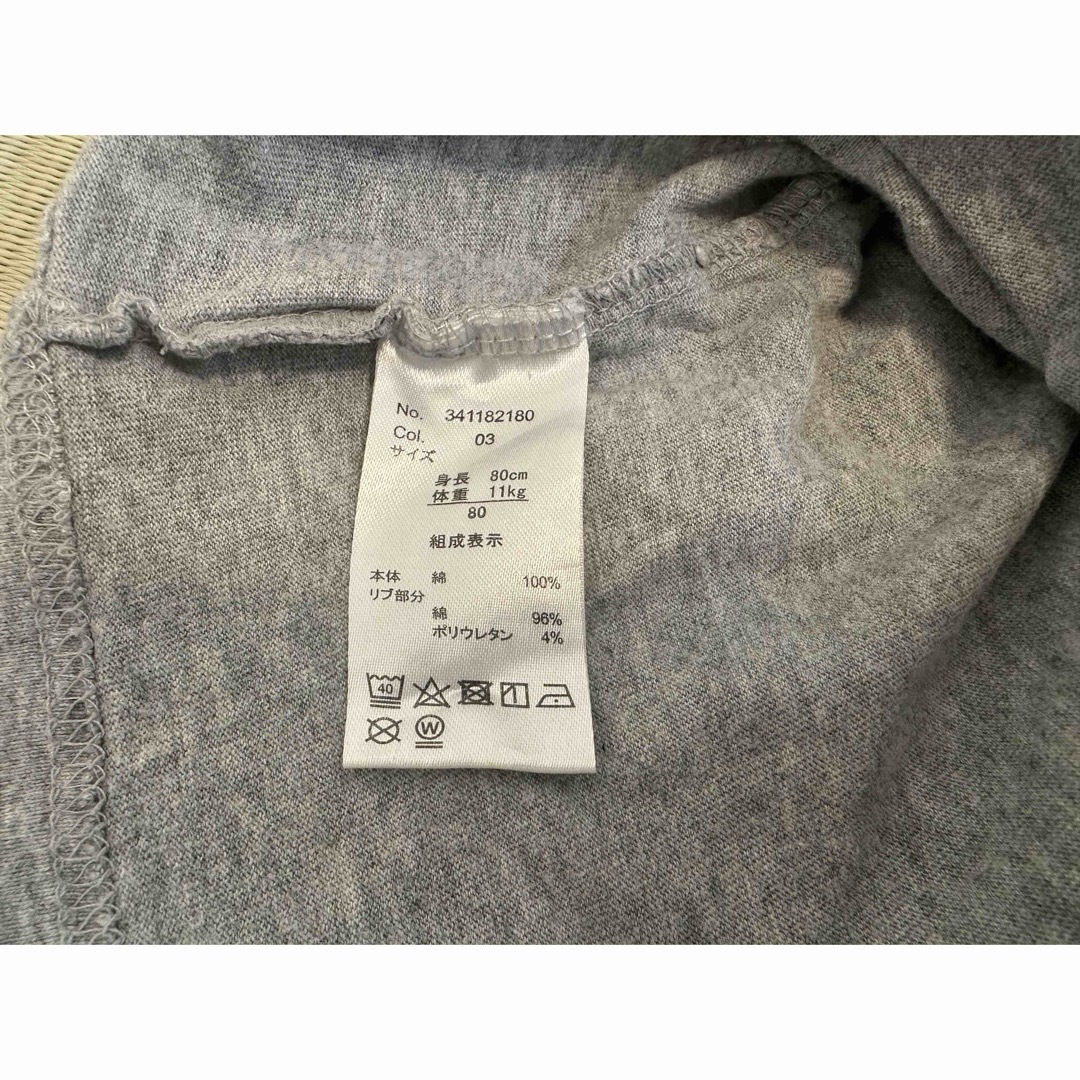 No. 341182180
Col. 03
サイズ
身長 80cm
体重 11kg
80
組成表示
本体 綿 100%
リブ部分
綿 96%
ポリウレタン 4%
40
W